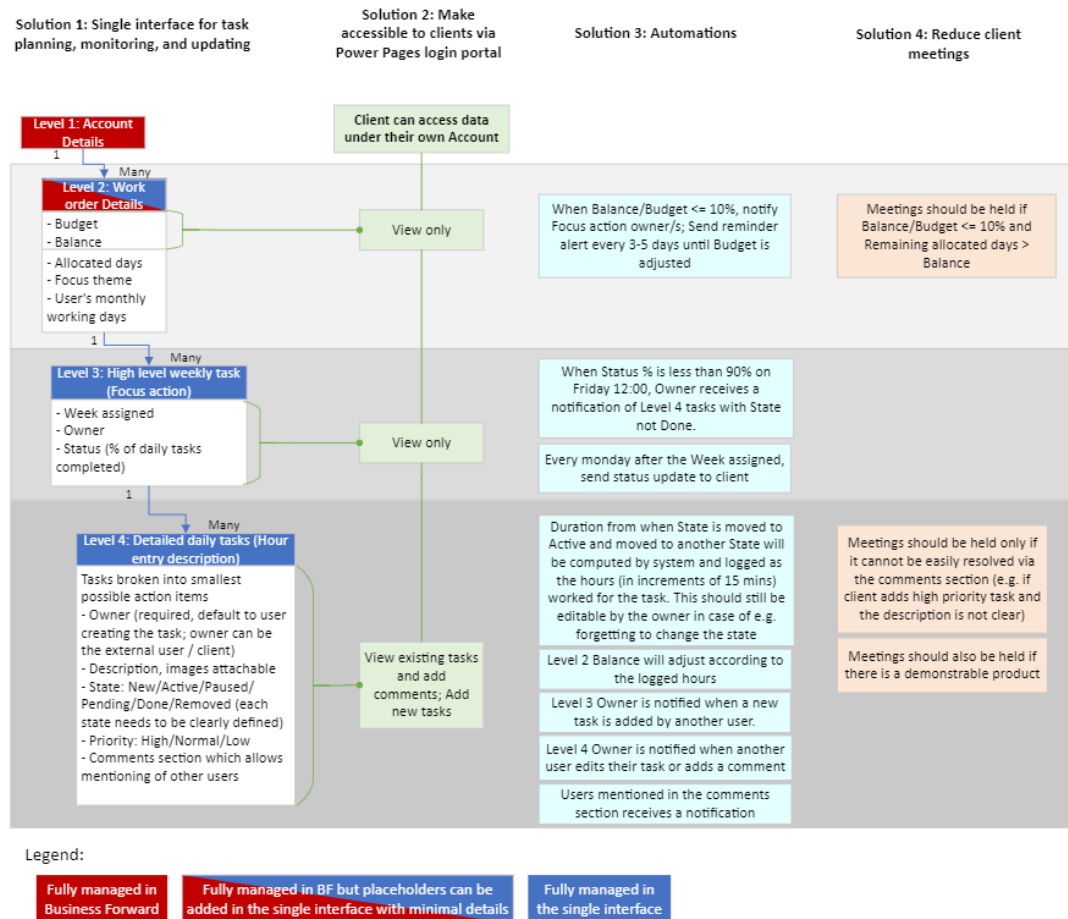 Solution 1: Single interface for task
planning, monitoring, and updating
Solution 2: Make
accessible to clients via
Power Pages login portal
Solution 3: Automations
Solution 4: Reduce client
meetings
Level 1: Account
Details
Client can access data
under their own Account
1
Many
Level 2: Work
order Details
- Budget
- Balance
- Allocated days
- Focus theme
- User's monthly
working days
View only
When Balance/Budget <= 10%, notify
Focus action owner/s; Send reminder
alert every 3-5 days until Budget is
adjusted
Meetings should be held if
Balance/Budget <= 10% and
Remaining allocated days >
Balance
1
Many
Level 3: High level weekly task
(Focus action)
- Week assigned
- Owner
- Status (% of daily tasks
completed)
View only
When Status % is less than 90% on
Friday 12:00, Owner receives a
notification of Level 4 tasks with State
not Done.
Every monday after the Week assigned,
send status update to client
1
Many
Level 4: Detailed daily tasks (Hour
entry description)
Tasks broken into smallest
possible action items
- Owner (required, default to user
creating the task; owner can be
the external user / client)
- Description, images attachable
- State: New/Active/Paused/
Pending/Done/Removed (each
state needs to be clearly defined)
- Priority: High/Normal/Low
- Comments section which allows
mentioning of other users
View existing tasks
and add
comments; Add
new tasks
Duration from when State is moved to
Active and moved to another State will
be computed by system and logged as
the hours (in increments of 15 mins)
worked for the task. This should still be
editable by the owner in case of e.g.
forgetting to change the state
Level 2 Balance will adjust according to
the logged hours
Level 3 Owner is notified when a new
task is added by another user.
Level 4 Owner is notified when another
user edits their task or adds a comment
Users mentioned in the comments
section receives a notification
Meetings should be held only if
it cannot be easily resolved via
the comments section (e.g. if
client adds high priority task and
the description is not clear)
Meetings should also be held if
there is a demonstrable product
Legend:
Fully managed in
Business Forward
Fully managed in BF but placeholders can be
added in the single interface with minimal details
Fully managed in
the single interface